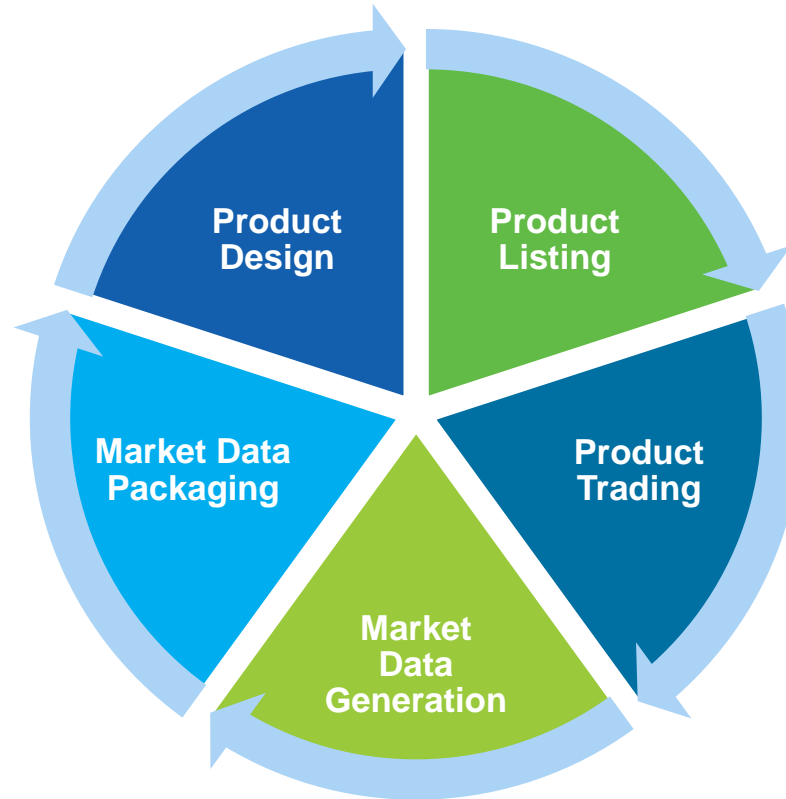 Product
Design
Product
Listing
Product
Trading
Market
Data
Generation
Market Data
Packaging